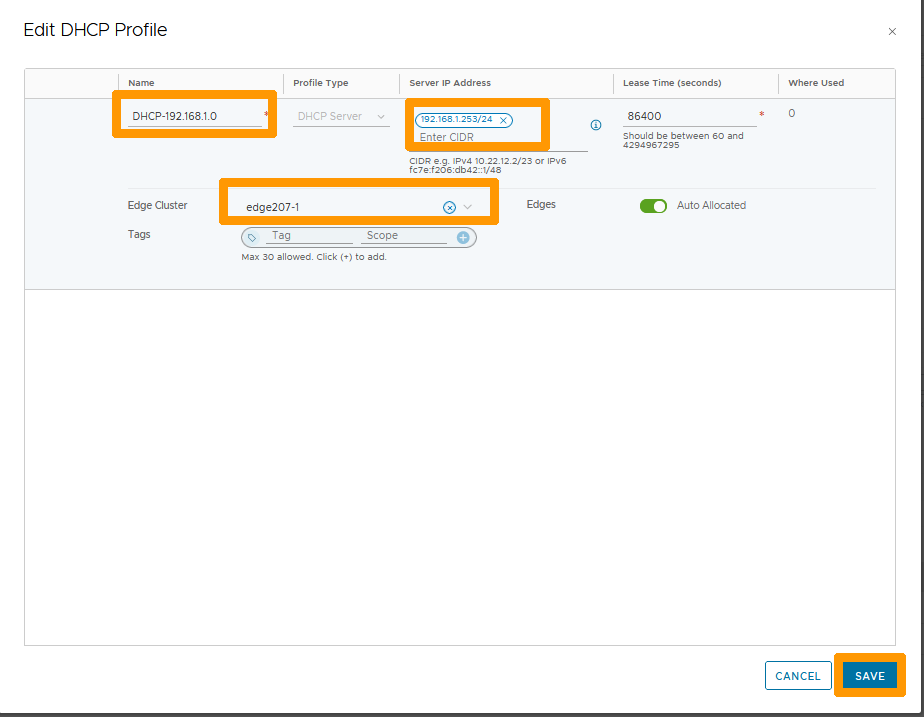 Edit DHCP Profile
Name
Profile Type
Server IP Address
Lease Time (seconds)
Where Used
DHCP-192.168.1.0
*
DHCP Server
192.168.1.253/24
Enter CIDR
CIDR e.g. IPv4 10.22.12.2/23 or IPv6
fc7e:f206:db42::1/48
86400
*
Should be between 60 and
4294967295
0
Edge Cluster
edge207-1
Edges
Auto Allocated
Tags
Tag
Scope
Max 30 allowed. Click (+) to add.
CANCEL
SAVE